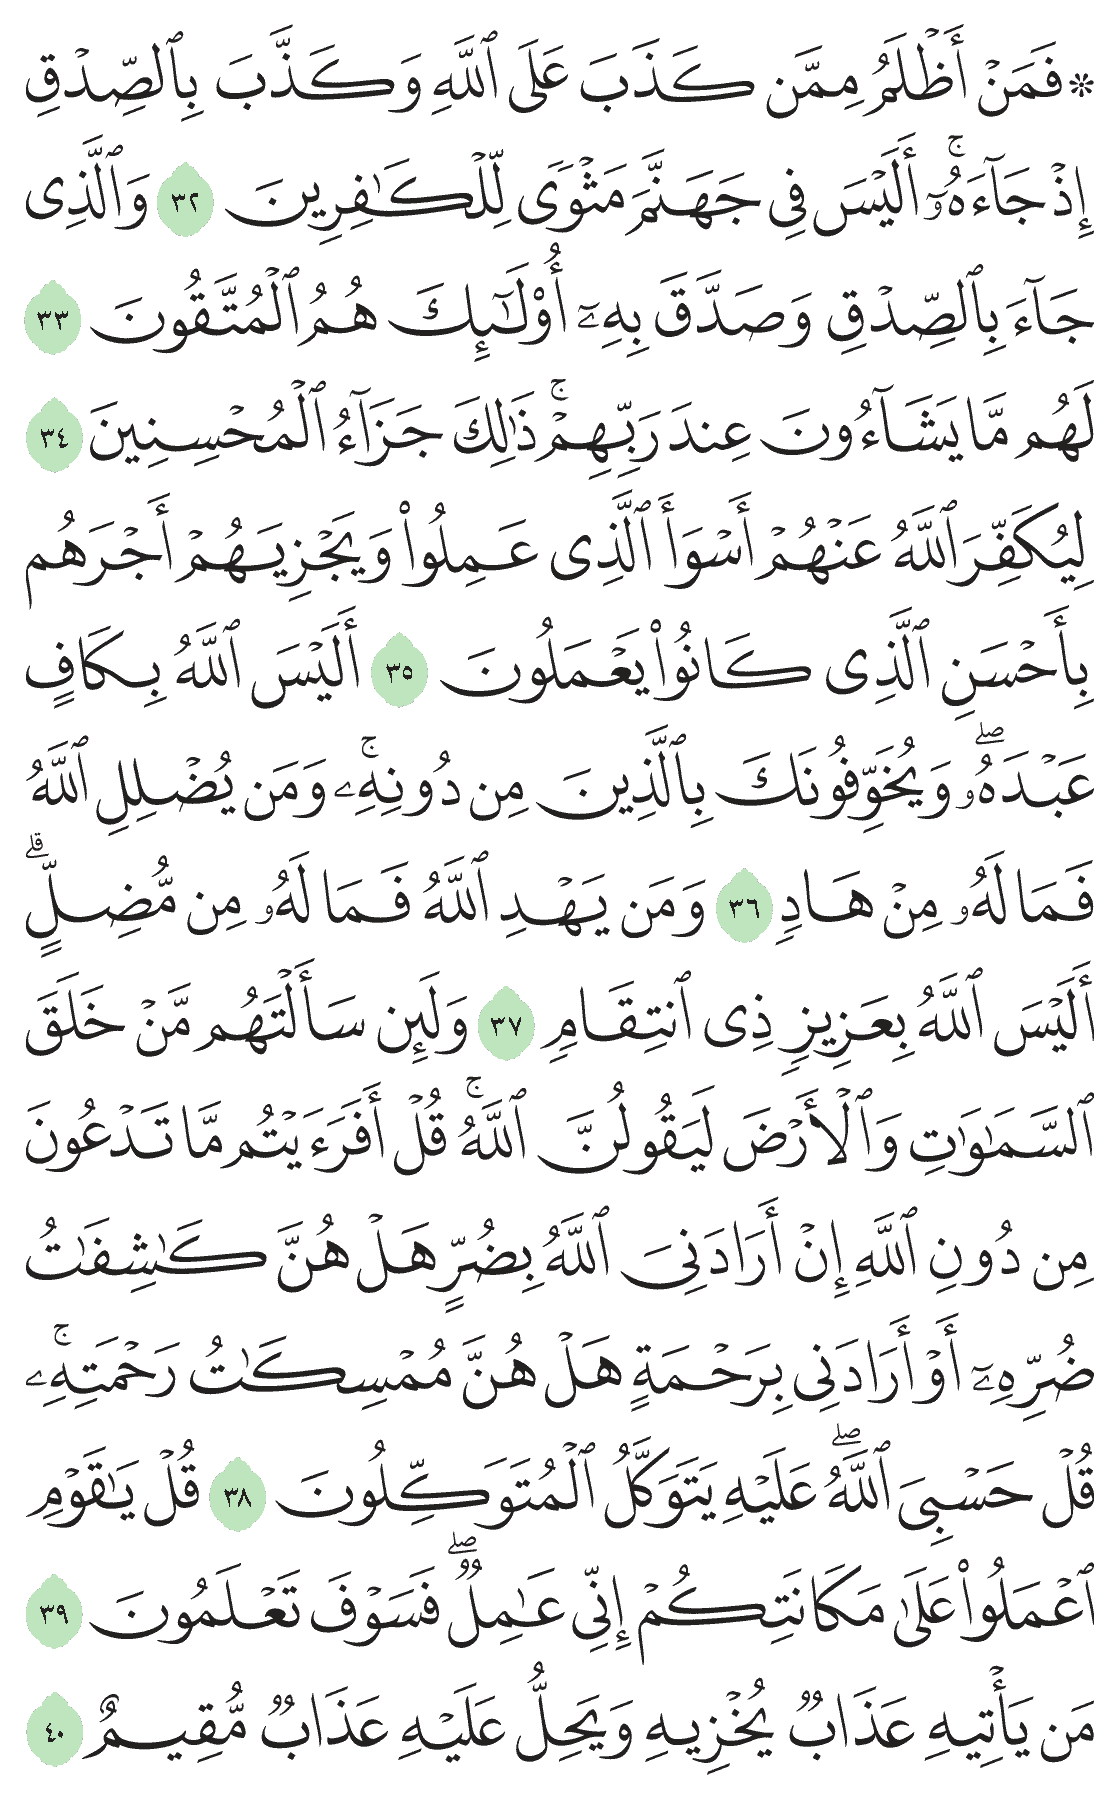 ۞ فَمَنۡ أَظۡلَمُ مِمَّن كَذَبَ عَلَى ٱللَّهِ وَكَذَّبَ بِٱلصِّدۡقِ
إِذۡ جَآءَهُۥٓۚ أَلَيۡسَ فِي جَهَنَّمَ مَثۡوٗى لِّلۡكَٰفِرِينَ ٣٢ وَٱلَّذِي
جَآءَ بِٱلصِّدۡقِ وَصَدَّقَ بِهِۦٓ أُوْلَٰٓئِكَ هُمُ ٱلۡمُتَّقُونَ ٣٣
لَهُم مَّا يَشَآءُونَ عِندَ رَبِّهِمۡۚ ذَٰلِكَ جَزَآءُ ٱلۡمُحۡسِنِينَ ٣٤
لِيُكَفِّرَ ٱللَّهُ عَنۡهُمۡ أَسۡوَأَ ٱلَّذِي عَمِلُواْ وَيَجۡزِيَهُمۡ أَجۡرَهُم
بِأَحۡسَنِ ٱلَّذِي كَانُواْ يَعۡمَلُونَ ٣٥ أَلَيۡسَ ٱللَّهُ بِكَافٍ
عَبۡدَهُۥۖ وَيُخَوِّفُونَكَ بِٱلَّذِينَ مِن دُونِهِۦۚ وَمَن يُضۡلِلِ ٱللَّهُ
فَمَا لَهُۥ مِنۡ هَادٖ ٣٦ وَمَن يَهۡدِ ٱللَّهُ فَمَا لَهُۥ مِن مُّضِلٍّۗ
أَلَيۡسَ ٱللَّهُ بِعَزِيزٖ ذِي ٱنتِقَامٖ ٣٧ وَلَئِن سَأَلۡتَهُم مَّنۡ خَلَقَ
ٱلسَّمَٰوَٰتِ وَٱلۡأَرۡضَ لَيَقُولُنَّ ٱللَّهُۚ قُلۡ أَفَرَءَيۡتُم مَّا تَدۡعُونَ
مِن دُونِ ٱللَّهِ إِنۡ أَرَادَنِيَ ٱللَّهُ بِضُرٍّ هَلۡ هُنَّ كَٰشِفَٰتُ
ضُرِّهِۦٓ أَوۡ أَرَادَنِي بِرَحۡمَةٍ هَلۡ هُنَّ مُمۡسِكَٰتُ رَحۡمَتِهِۦۚ
قُلۡ حَسۡبِيَ ٱللَّهُۖ عَلَيۡهِ يَتَوَكَّلُ ٱلۡمُتَوَكِّلُونَ ٣٨ قُلۡ يَٰقَوۡمِ
ٱعۡمَلُواْ عَلَىٰ مَكَانَتِكُمۡ إِنِّي عَٰمِلٞۖ فَسَوۡفَ تَعۡلَمُونَ ٣٩
مَن يَأۡتِيهِ عَذَابٞ يُخۡزِيهِ وَيَحِلُّ عَلَيۡهِ عَذَابٞ مُّقِيمٌ ٤٠